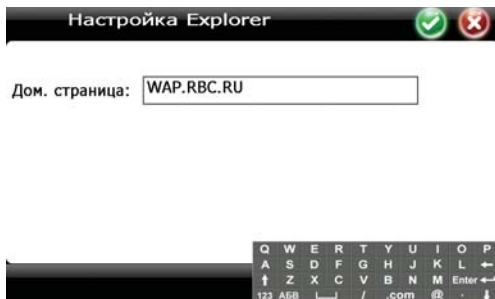 Настройка Explorer
Дом. страница: WAP.RBC.RU
Q W E R T Y U I O P
A S D F G H J K L ←
↑ Z X C V B N M Enter ↵
123 АБВ / .com @ . ↓